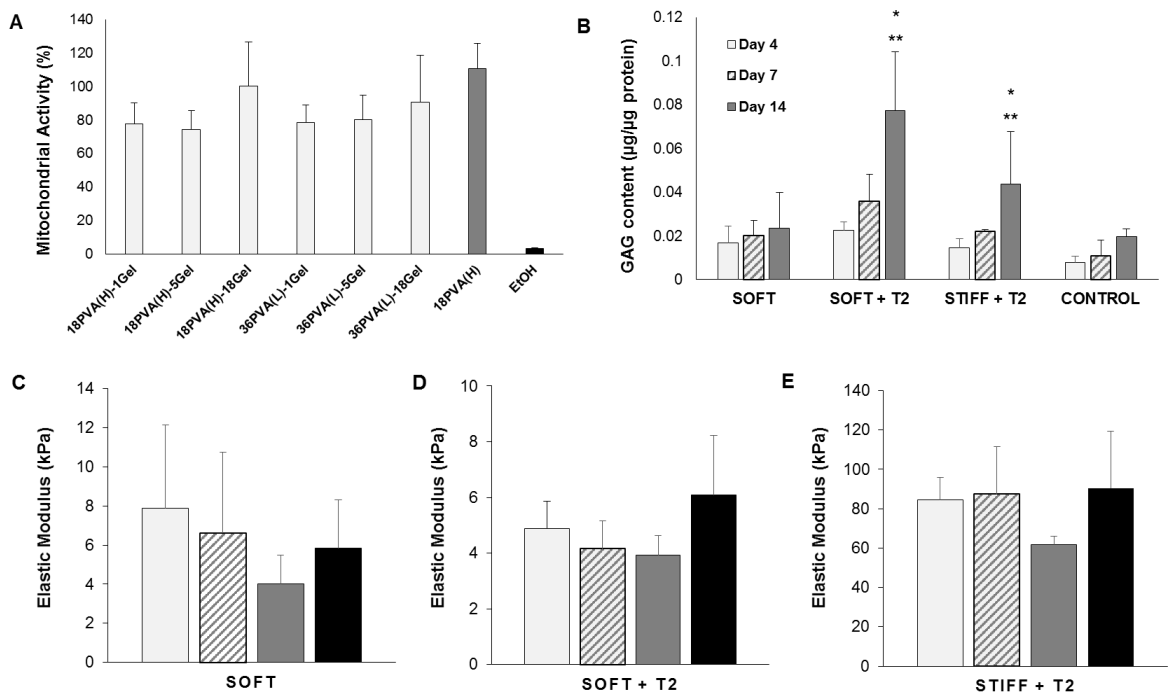 A
Mitochondrial Activity (%)
140
120
100
80
60
40
20
0
18PVA(H)-1Gel
18PVA(H)-5Gel
18PVA(H)-18Gel
36PVA(L)-1Gel
36PVA(L)-5Gel
36PVA(L)-18Gel
18PVA(H)
EtOH
B
GAG content (µg/µg protein)
0.12
0.1
0.08
0.06
0.04
0.02
0
Day 4
Day 7
Day 14
*
**
*
**
SOFT
SOFT + T2
STIFF + T2
CONTROL
C
Elastic Modulus (kPa)
14
12
10
8
6
4
2
0
SOFT
D
Elastic Modulus (kPa)
10
8
6
4
2
0
SOFT + T2
E
Elastic Modulus (kPa)
140
120
100
80
60
40
20
0
STIFF + T2